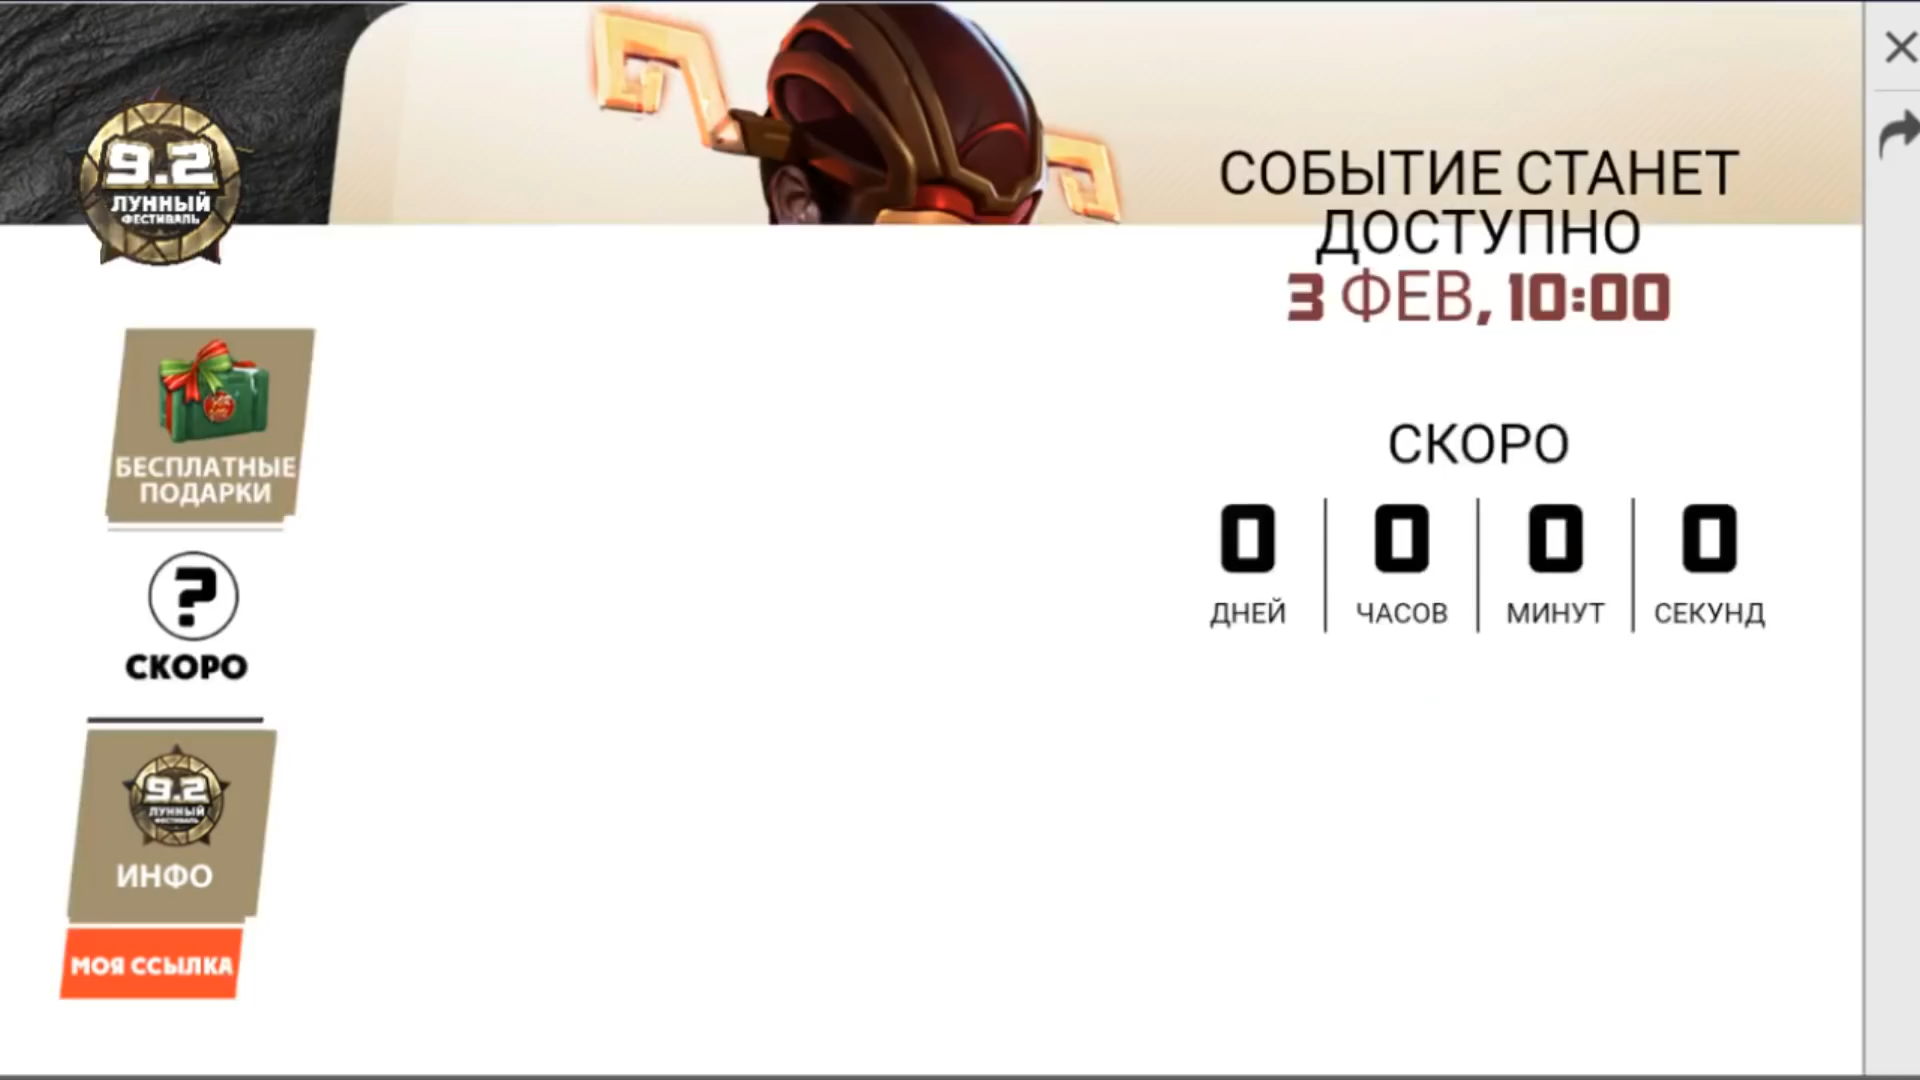 9.2
ЛУННЫЙ
ФЕСТИВАЛЬ
СОБЫТИЕ СТАНЕТ
ДОСТУПНО
3 ФЕВ, 10:00
БЕСПЛАТНЫЕ
ПОДАРКИ
СКОРО
0 0 0 0
ДНЕЙ ЧАСОВ МИНУТ СЕКУНД
?
СКОРО
9.2
ЛУННЫЙ
ФЕСТИВАЛЬ
ИНФО
МОЯ ССЫЛКА